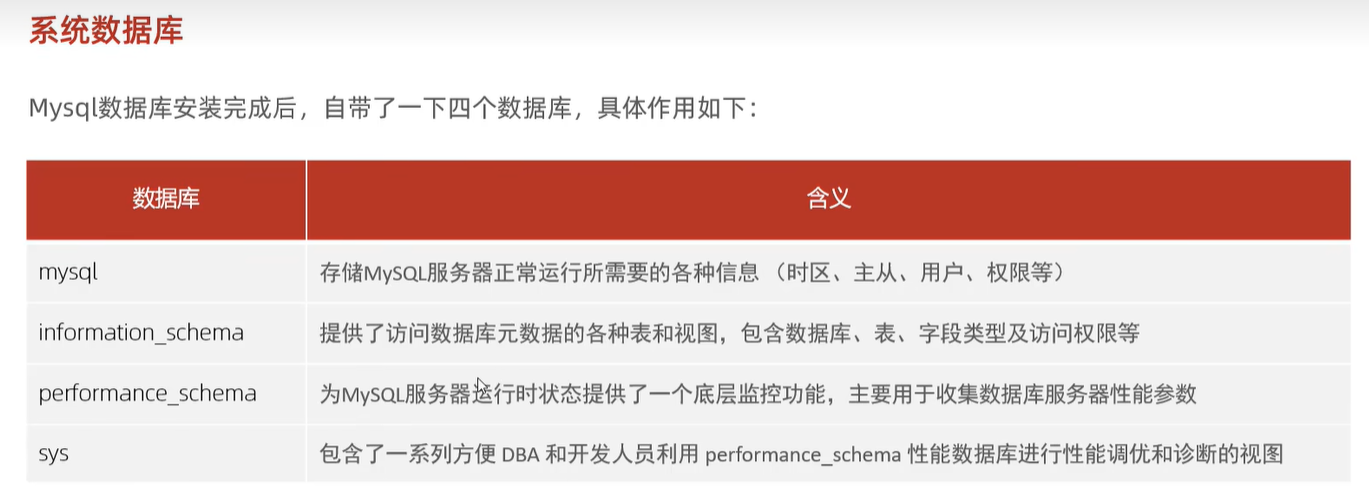 系统数据库
Mysql数据库安装完成后，自带了一下四个数据库，具体作用如下：
数据库 含义
mysql 存储MySQL服务器正常运行所需要的各种信息 （时区、主从、用户、权限等）
information_schema 提供了访问数据库元数据的各种表和视图，包含数据库、表、字段类型及访问权限等
performance_schema 为MySQL服务器运行时状态提供了一个底层监控功能，主要用于收集数据库服务器性能参数
sys 包含了一系列方便 DBA 和开发人员利用 performance_schema 性能数据库进行性能调优和诊断的视图